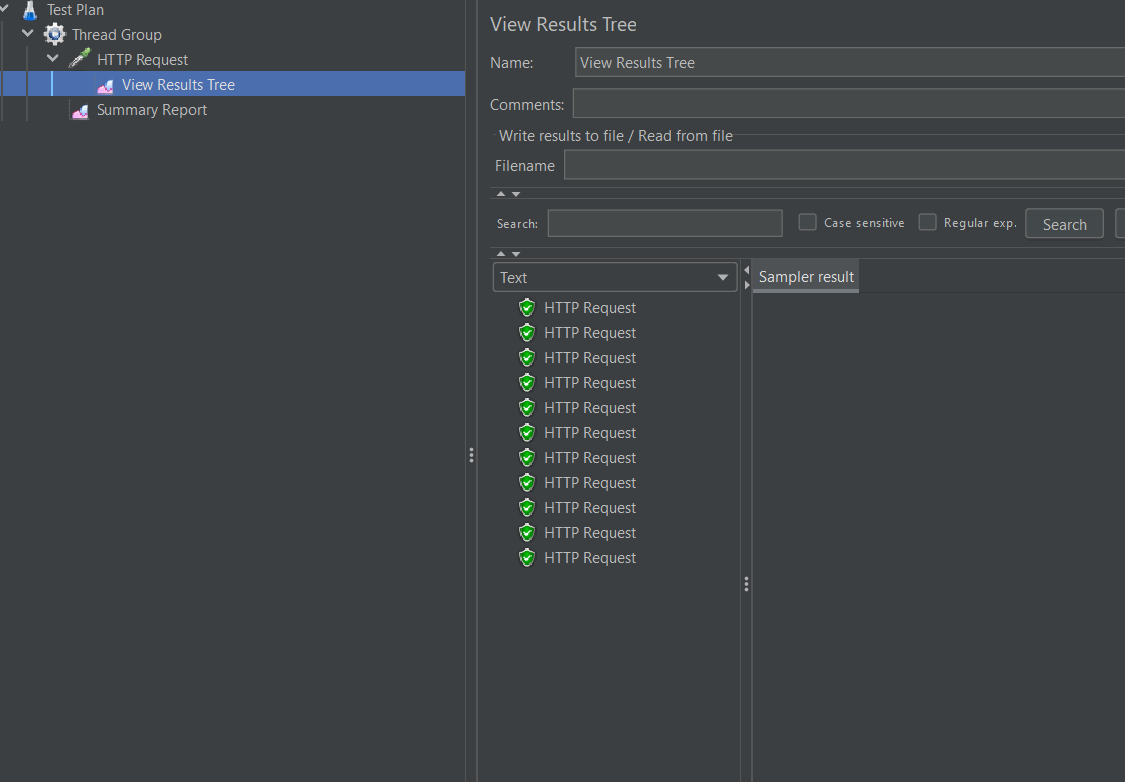 Test Plan
Thread Group
HTTP Request
View Results Tree
Summary Report
View Results Tree
Name: View Results Tree
Comments:
Write results to file / Read from file
Filename
Search: Case sensitive Regular exp. Search
Text
Sampler result
HTTP Request
HTTP Request
HTTP Request
HTTP Request
HTTP Request
HTTP Request
HTTP Request
HTTP Request
HTTP Request
HTTP Request
HTTP Request